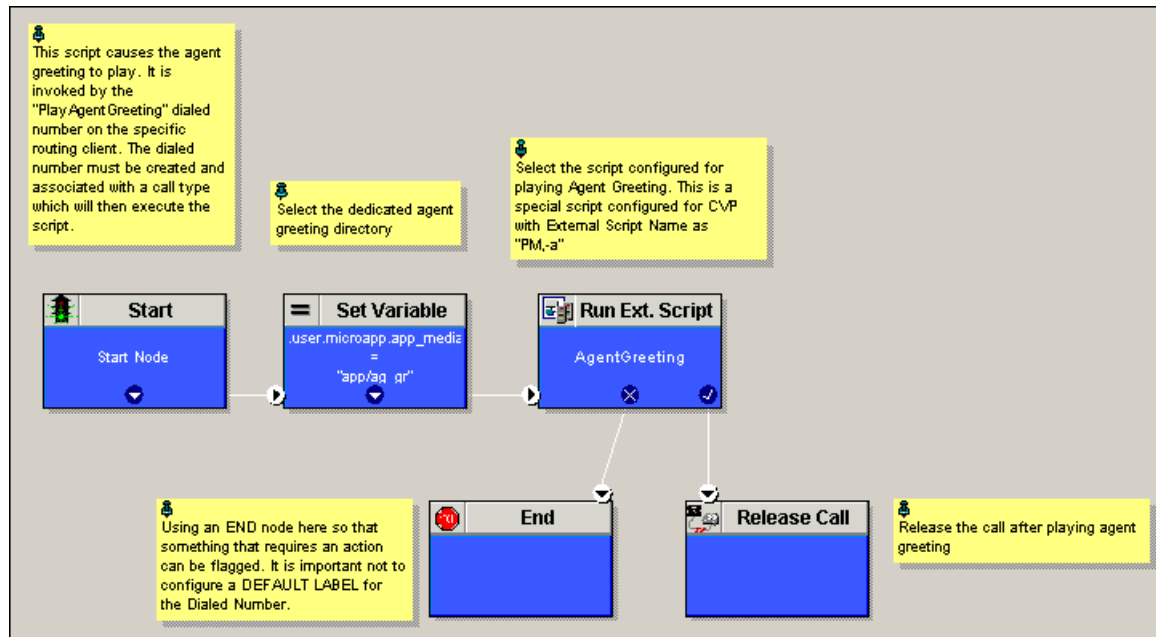 This script causes the agent
greeting to play. It is
invoked by the
"PlayAgentGreeting" dialed
number on the specific
routing client. The dialed
number must be created and
associated with a call type
which will then execute the
script.
Select the dedicated agent
greeting directory
Select the script configured for
playing Agent Greeting. This is a
special script configured for CVP
with External Script Name as
"PM,-a"
Start
Start Node
= Set Variable
.user.microapp.app_media
=
"app/ag_gr"
Run Ext. Script
AgentGreeting
Using an END node here so that
something that requires an action
can be flagged. It is important not to
configure a DEFAULT LABEL for
the Dialed Number.
End
Release Call
Release the call after playing agent
greeting